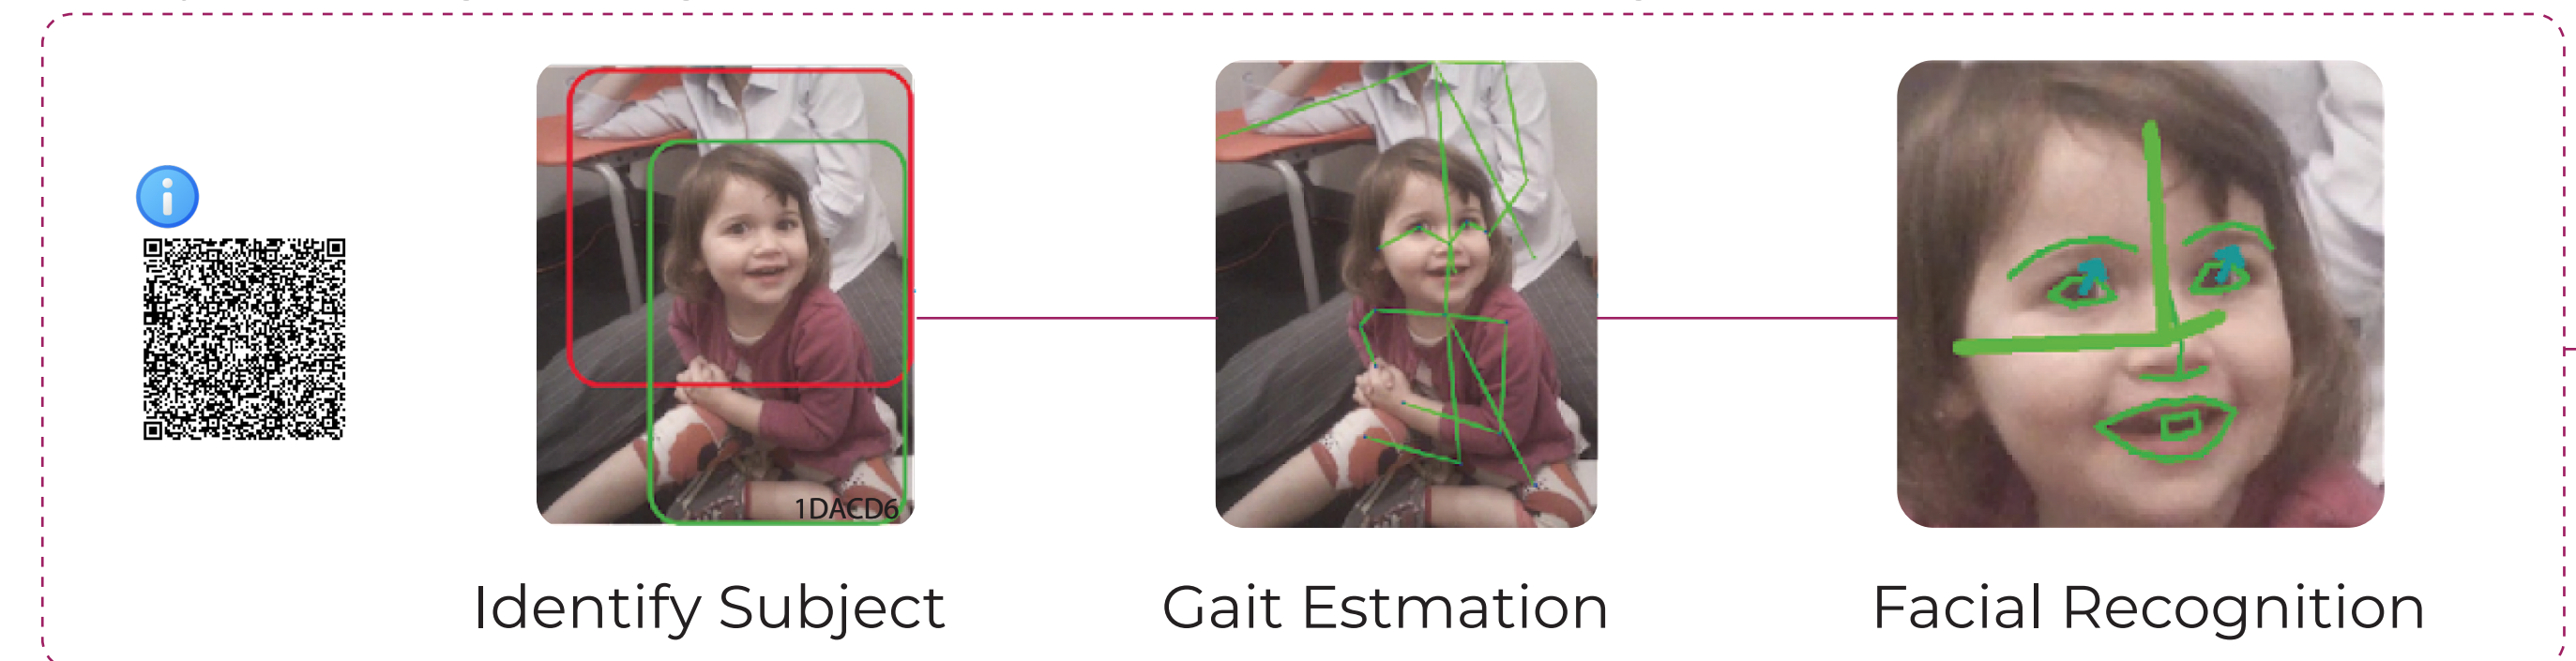 1DACD6
Identify Subject
Gait Estmation
Facial Recognition